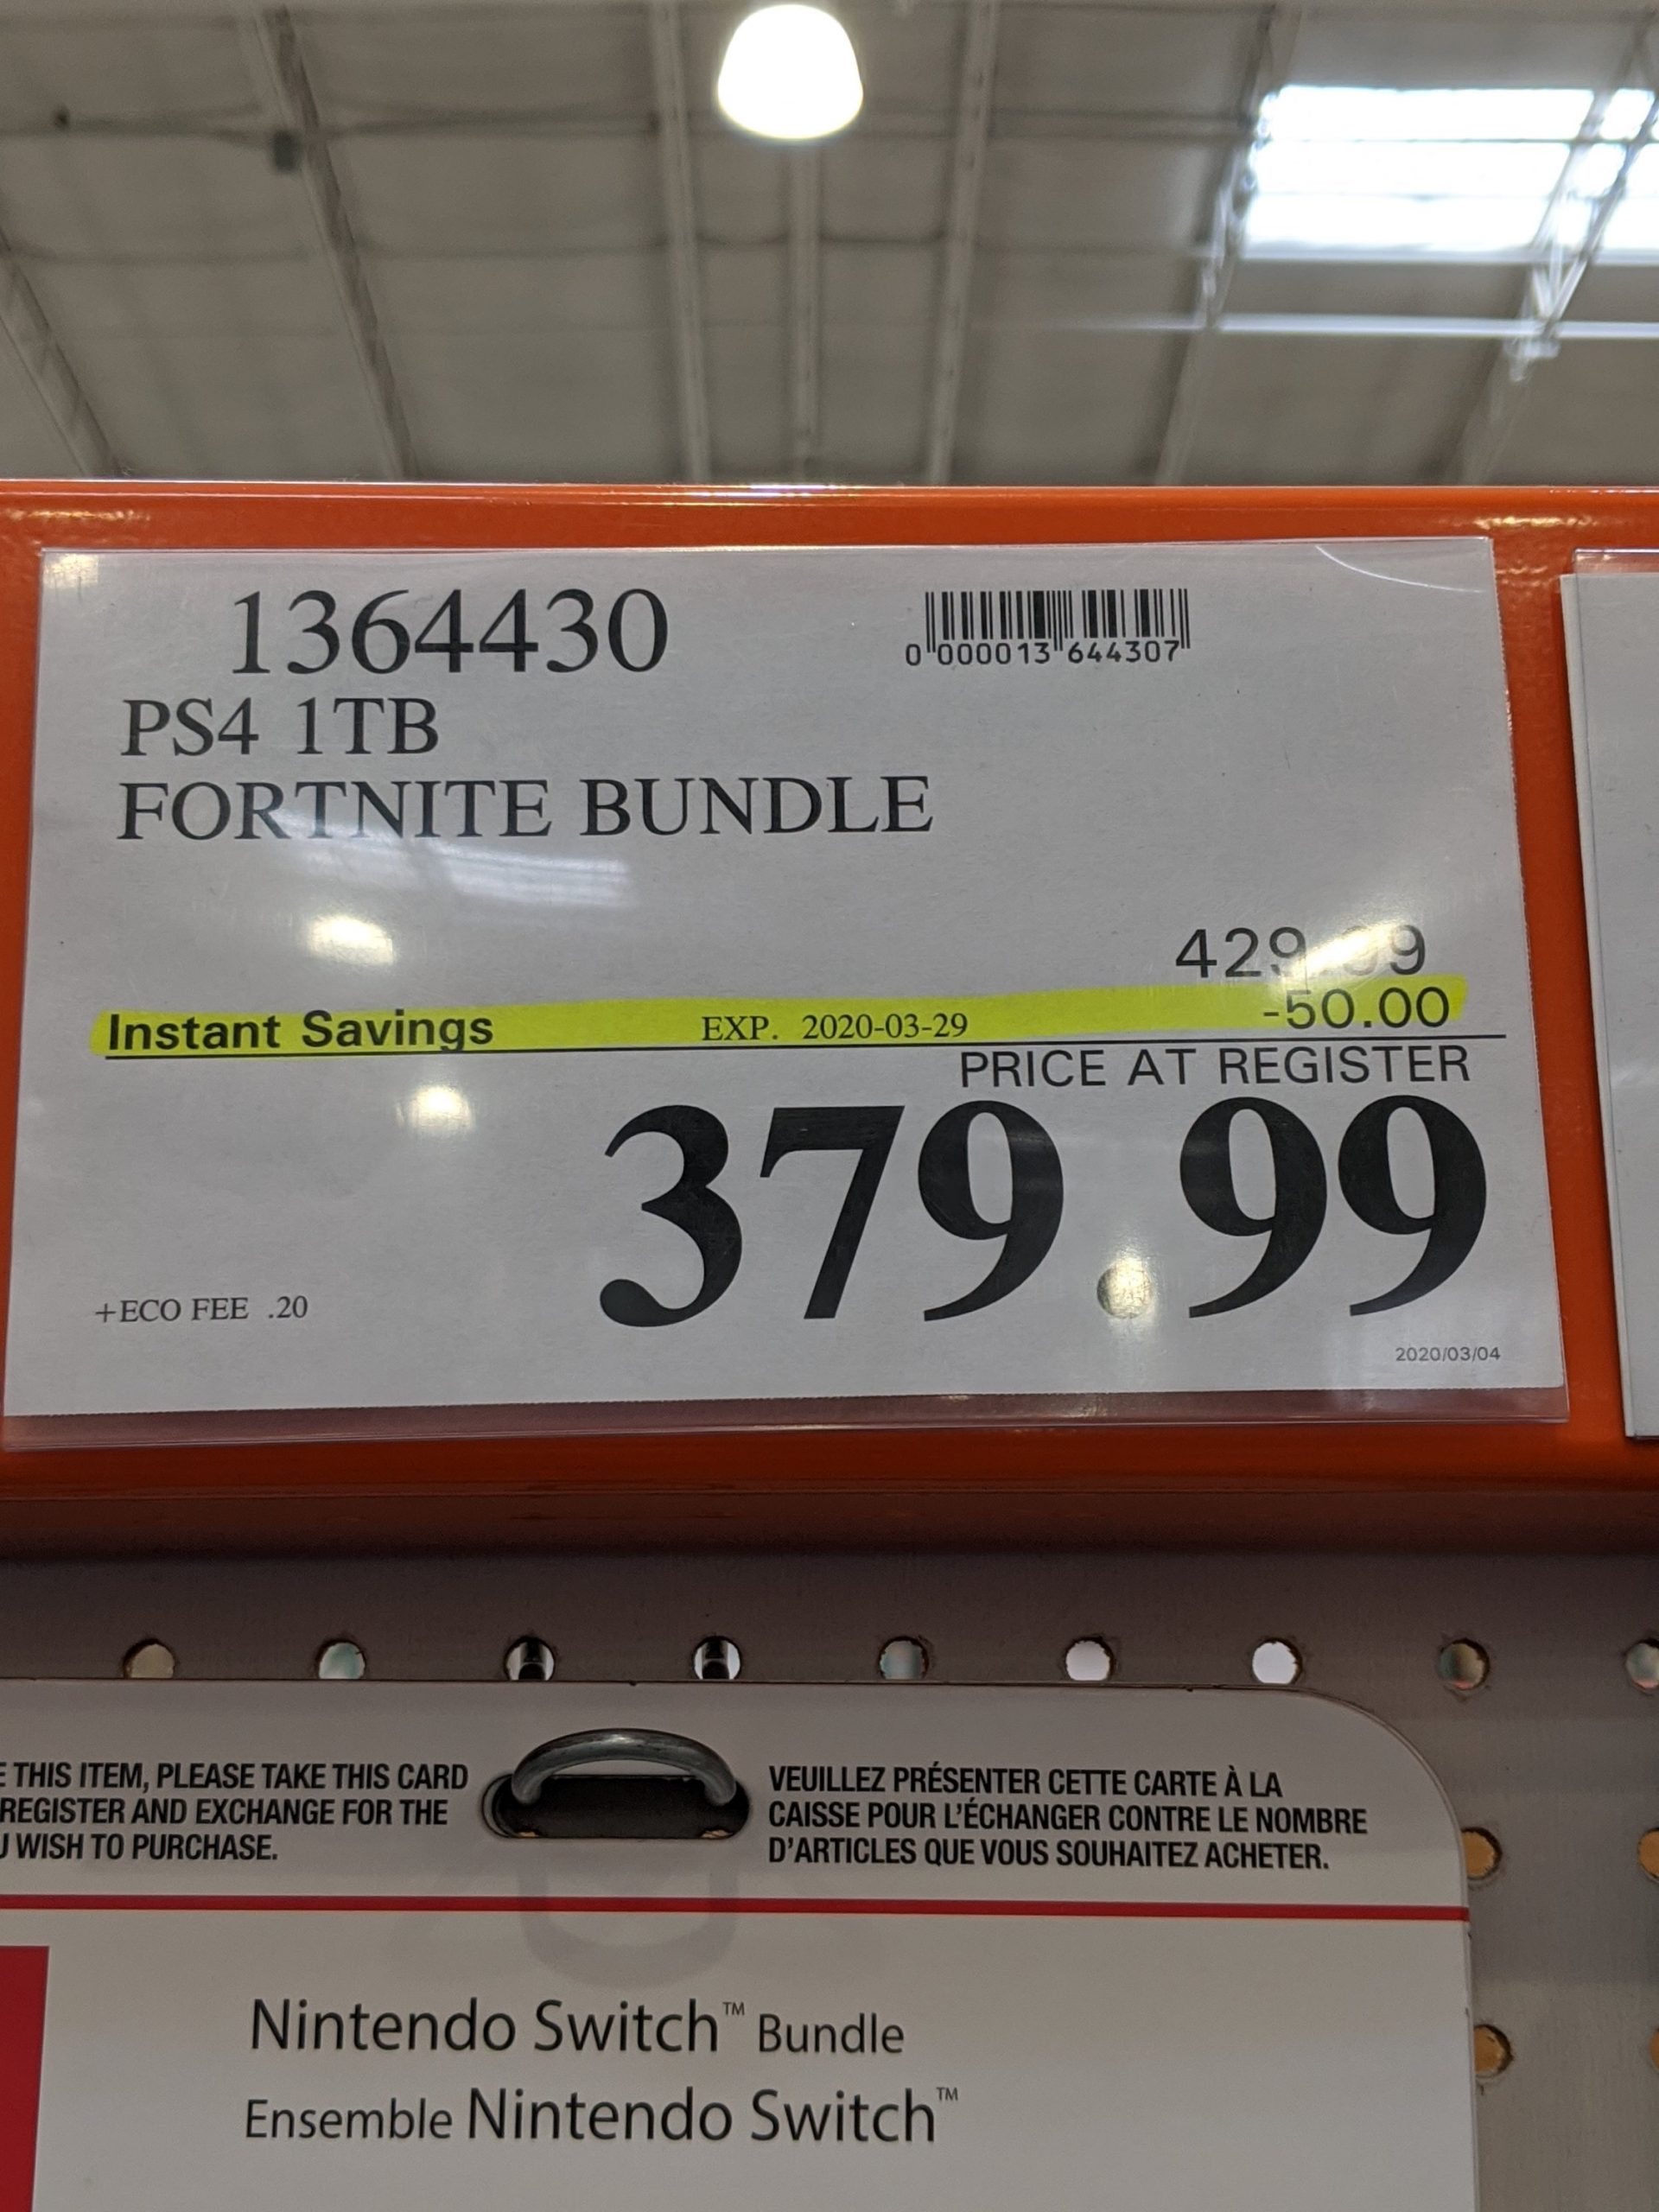 1364430
0 000013 644307
PS4 1TB
FORTNITE BUNDLE
429.99
Instant Savings EXP. 2020-03-29 -50.00
PRICE AT REGISTER
379.99
+ECO FEE .20
2020/03/04
THIS ITEM, PLEASE TAKE THIS CARD
REGISTER AND EXCHANGE FOR THE
WISH TO PURCHASE.
VEUILLEZ PRÉSENTER CETTE CARTE À LA
CAISSE POUR L'ÉCHANGER CONTRE LE NOMBRE
D'ARTICLES QUE VOUS SOUHAITEZ ACHETER.
Nintendo Switch™ Bundle
Ensemble Nintendo Switch™